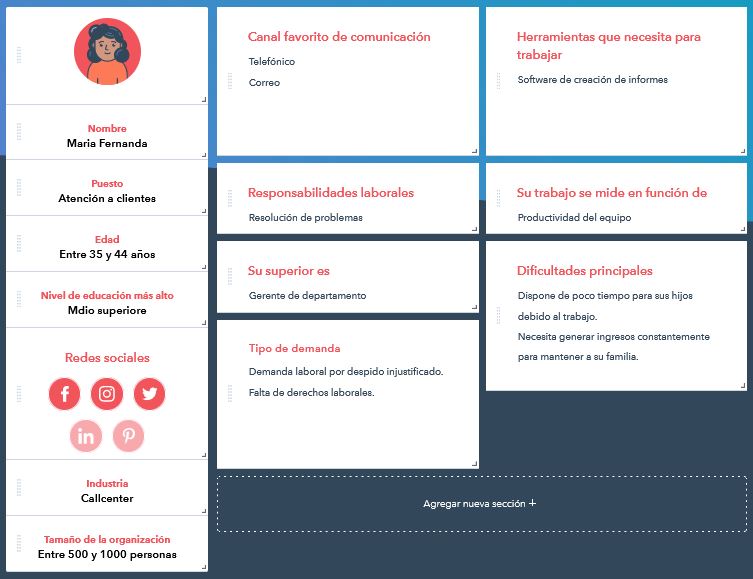 Nombre
Maria Fernanda
Puesto
Atención a clientes
Edad
Entre 35 y 44 años
Nivel de educación más alto
Mdio superiore
Redes sociales
Industria
Callcenter
Tamaño de la organización
Entre 500 y 1000 personas
Canal favorito de comunicación
Telefónico
Correo
Herramientas que necesita para
trabajar
Software de creación de informes
Responsabilidades laborales
Resolución de problemas
Su trabajo se mide en función de
Productividad del equipo
Su superior es
Gerente de departamento
Dificultades principales
Dispone de poco tiempo para sus hijos
debido al trabajo.
Necesita generar ingresos constantemente
para mantener a su familia.
Tipo de demanda
Demanda laboral por despido injustificado.
Falta de derechos laborales.
Agregar nueva sección +